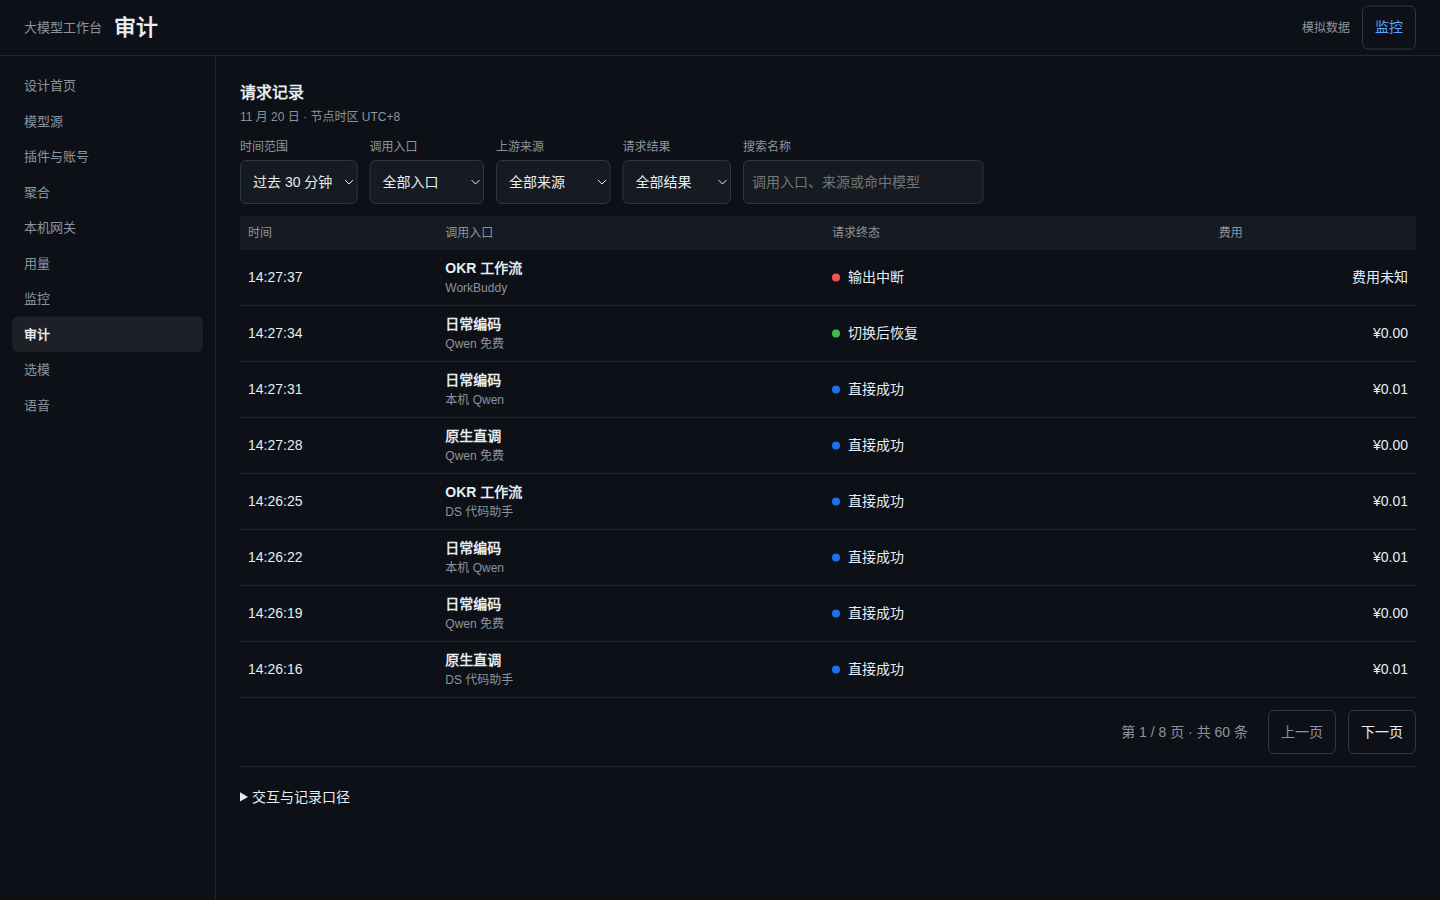 大模型工作台 审计 模拟数据 监控
设计首页
模型源
插件与账号
聚合
本机网关
用量
监控
审计
选模
语音
请求记录
11 月 20 日 · 节点时区 UTC+8
时间范围 调用入口 上游来源 请求结果 搜索名称
过去 30 分钟 全部入口 全部来源 全部结果 调用入口、来源或命中模型
时间 调用入口 请求终态 费用
14:27:37 OKR 工作流 输出中断 费用未知
WorkBuddy
14:27:34 日常编码 切换后恢复 ¥0.00
Qwen 免费
14:27:31 日常编码 直接成功 ¥0.01
本机 Qwen
14:27:28 原生直调 直接成功 ¥0.00
Qwen 免费
14:26:25 OKR 工作流 直接成功 ¥0.01
DS 代码助手
14:26:22 日常编码 直接成功 ¥0.01
本机 Qwen
14:26:19 日常编码 直接成功 ¥0.00
Qwen 免费
14:26:16 原生直调 直接成功 ¥0.01
DS 代码助手
第 1 / 8 页 · 共 60 条 上一页 下一页
交互与记录口径